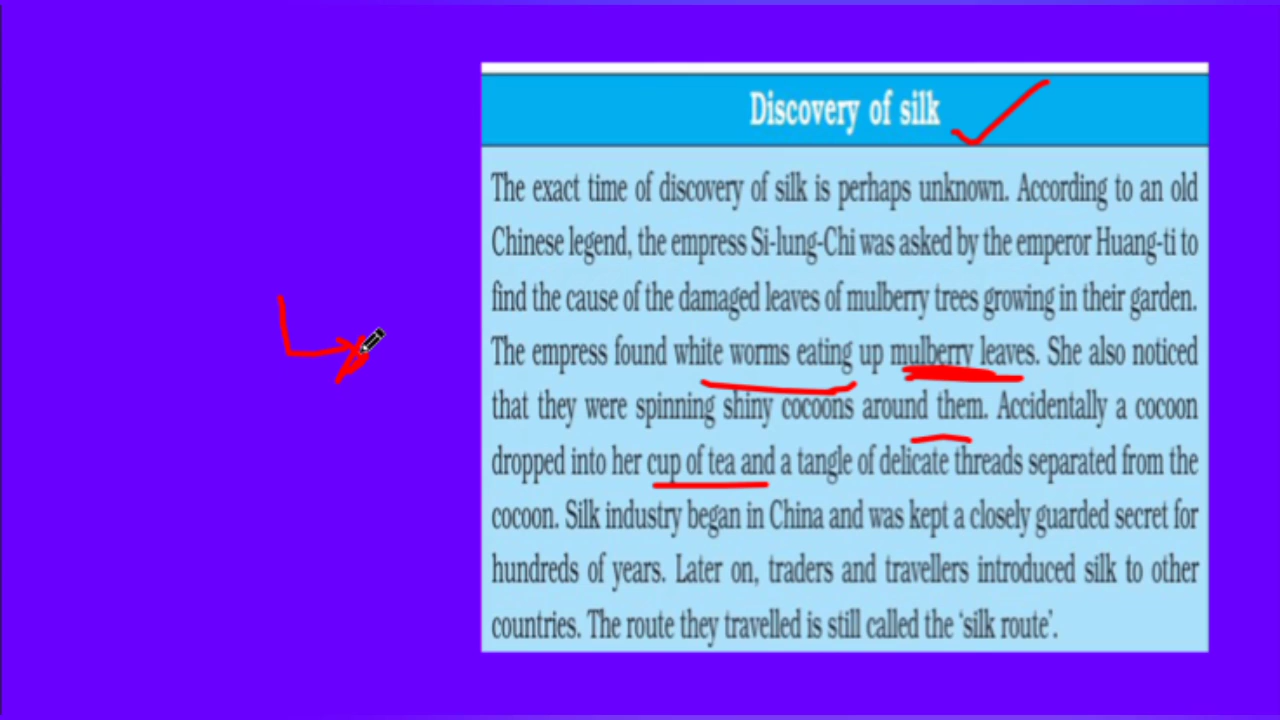 Discovery of silk
The exact time of discovery of silk is perhaps unknown. According to an old
Chinese legend, the empress Si-lung-Chi was asked by the emperor Huang-ti to
find the cause of the damaged leaves of mulberry trees growing in their garden.
The empress found white worms eating up mulberry leaves. She also noticed
that they were spinning shiny cocoons around them. Accidentally a cocoon
dropped into her cup of tea and a tangle of delicate threads separated from the
cocoon. Silk industry began in China and was kept a closely guarded secret for
hundreds of years. Later on, traders and travellers introduced silk to other
countries. The route they travelled is still called the ‘silk route’.